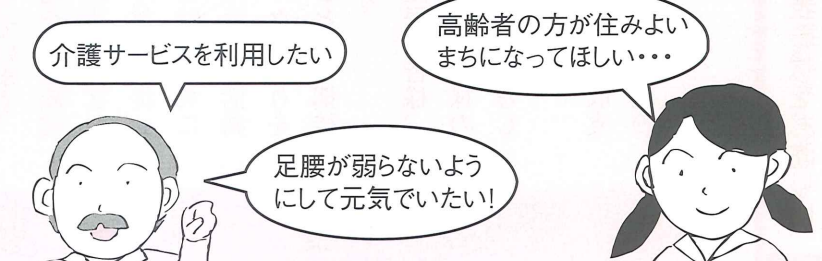 介護サービスを利用したい
高齢者の方が住みよい
まちになってほしい・・・
足腰が弱らないよう
にして元気でいたい!